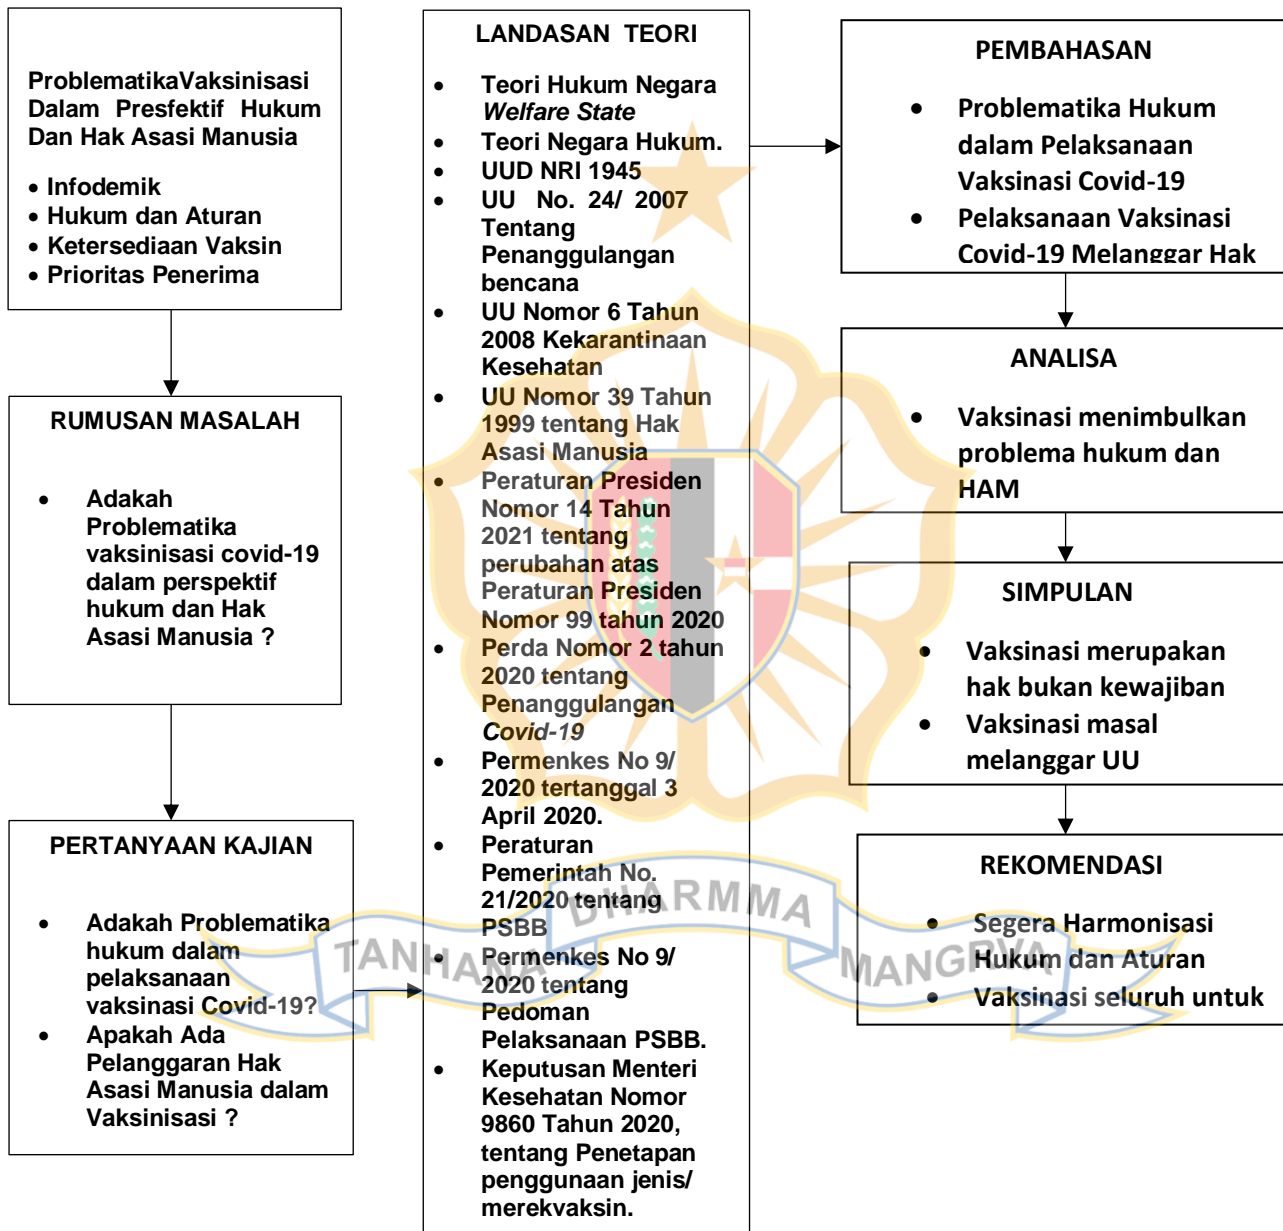 ProblematikaVaksinisasi
Dalam Presfektif Hukum
Dan Hak Asasi Manusia
• Infodemik
• Hukum dan Aturan
• Ketersediaan Vaksin
• Prioritas Penerima
RUMUSAN MASALAH
• Adakah
Problematika
vaksinisasi covid-19
dalam perspektif
hukum dan Hak
Asasi Manusia ?
PERTANYAAN KAJIAN
• Adakah Problematika
hukum dalam
pelaksanaan
vaksinasi Covid-19?
• Apakah Ada
Pelanggaran Hak
Asasi Manusia dalam
Vaksinisasi ?
LANDASAN TEORI
• Teori Hukum Negara
Welfare State
• Teori Negara Hukum.
• UUD NRI 1945
• UU No. 24/ 2007
Tentang
Penanggulangan
bencana
• UU Nomor 6 Tahun
2008 Kekarantinaan
Kesehatan
• UU Nomor 39 Tahun
1999 tentang Hak
Asasi Manusia
• Peraturan Presiden
Nomor 14 Tahun
2021 tentang
perubahan atas
Peraturan Presiden
Nomor 99 tahun 2020
• Perda Nomor 2 tahun
2020 tentang
Penanggulangan
Covid-19
• Permenkes No 9/
2020 tertanggal 3
April 2020.
• Peraturan
Pemerintah No.
21/2020 tentang
PSBB
• Permenkes No 9/
2020 tentang
Pedoman
Pelaksanaan PSBB.
• Keputusan Menteri
Kesehatan Nomor
9860 Tahun 2020,
tentang Penetapan
penggunaan jenis/
merekvaksin.
PEMBAHASAN
• Problematika Hukum
dalam Pelaksanaan
Vaksinasi Covid-19
• Pelaksanaan Vaksinasi
Covid-19 Melanggar Hak
ANALISA
• Vaksinasi menimbulkan
problema hukum dan
HAM
SIMPULAN
• Vaksinasi merupakan
hak bukan kewajiban
• Vaksinasi masal
melanggar UU
REKOMENDASI
• Segera Harmonisasi
Hukum dan Aturan
• Vaksinasi seluruh untuk
TANHANA DHARMMA MANGRVA